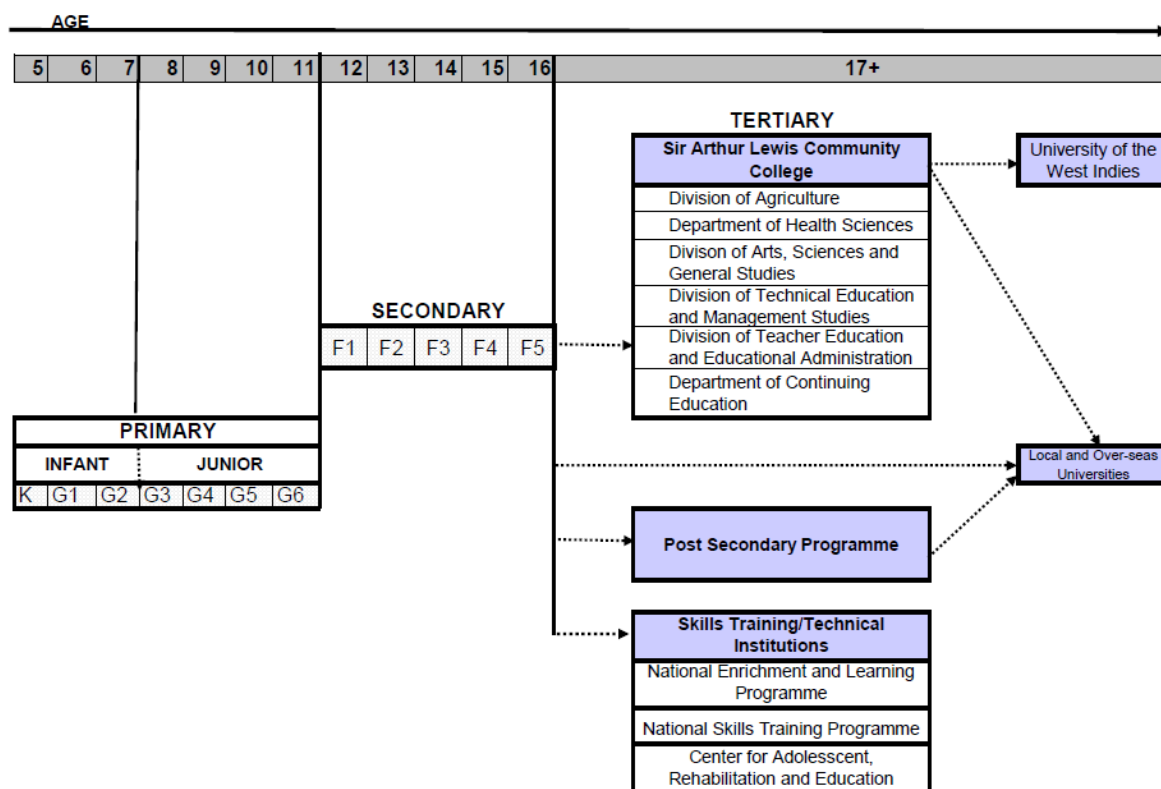 AGE
5 6 7 8 9 10 11 12 13 14 15 16 17+
TERTIARY
Sir Arthur Lewis Community
College
University of the
West Indies
Division of Agriculture
Department of Health Sciences
Divison of Arts, Sciences and
General Studies
Division of Technical Education
and Management Studies
Division of Teacher Education
and Educational Administration
Department of Continuing
Education
SECONDARY
F1 F2 F3 F4 F5
PRIMARY
INFANT JUNIOR
K G1 G2 G3 G4 G5 G6
Local and Over-seas
Universities
Post Secondary Programme
Skills Training/Technical
Institutions
National Enrichment and Learning
Programme
National Skills Training Programme
Center for Adolesscent,
Rehabilitation and Education